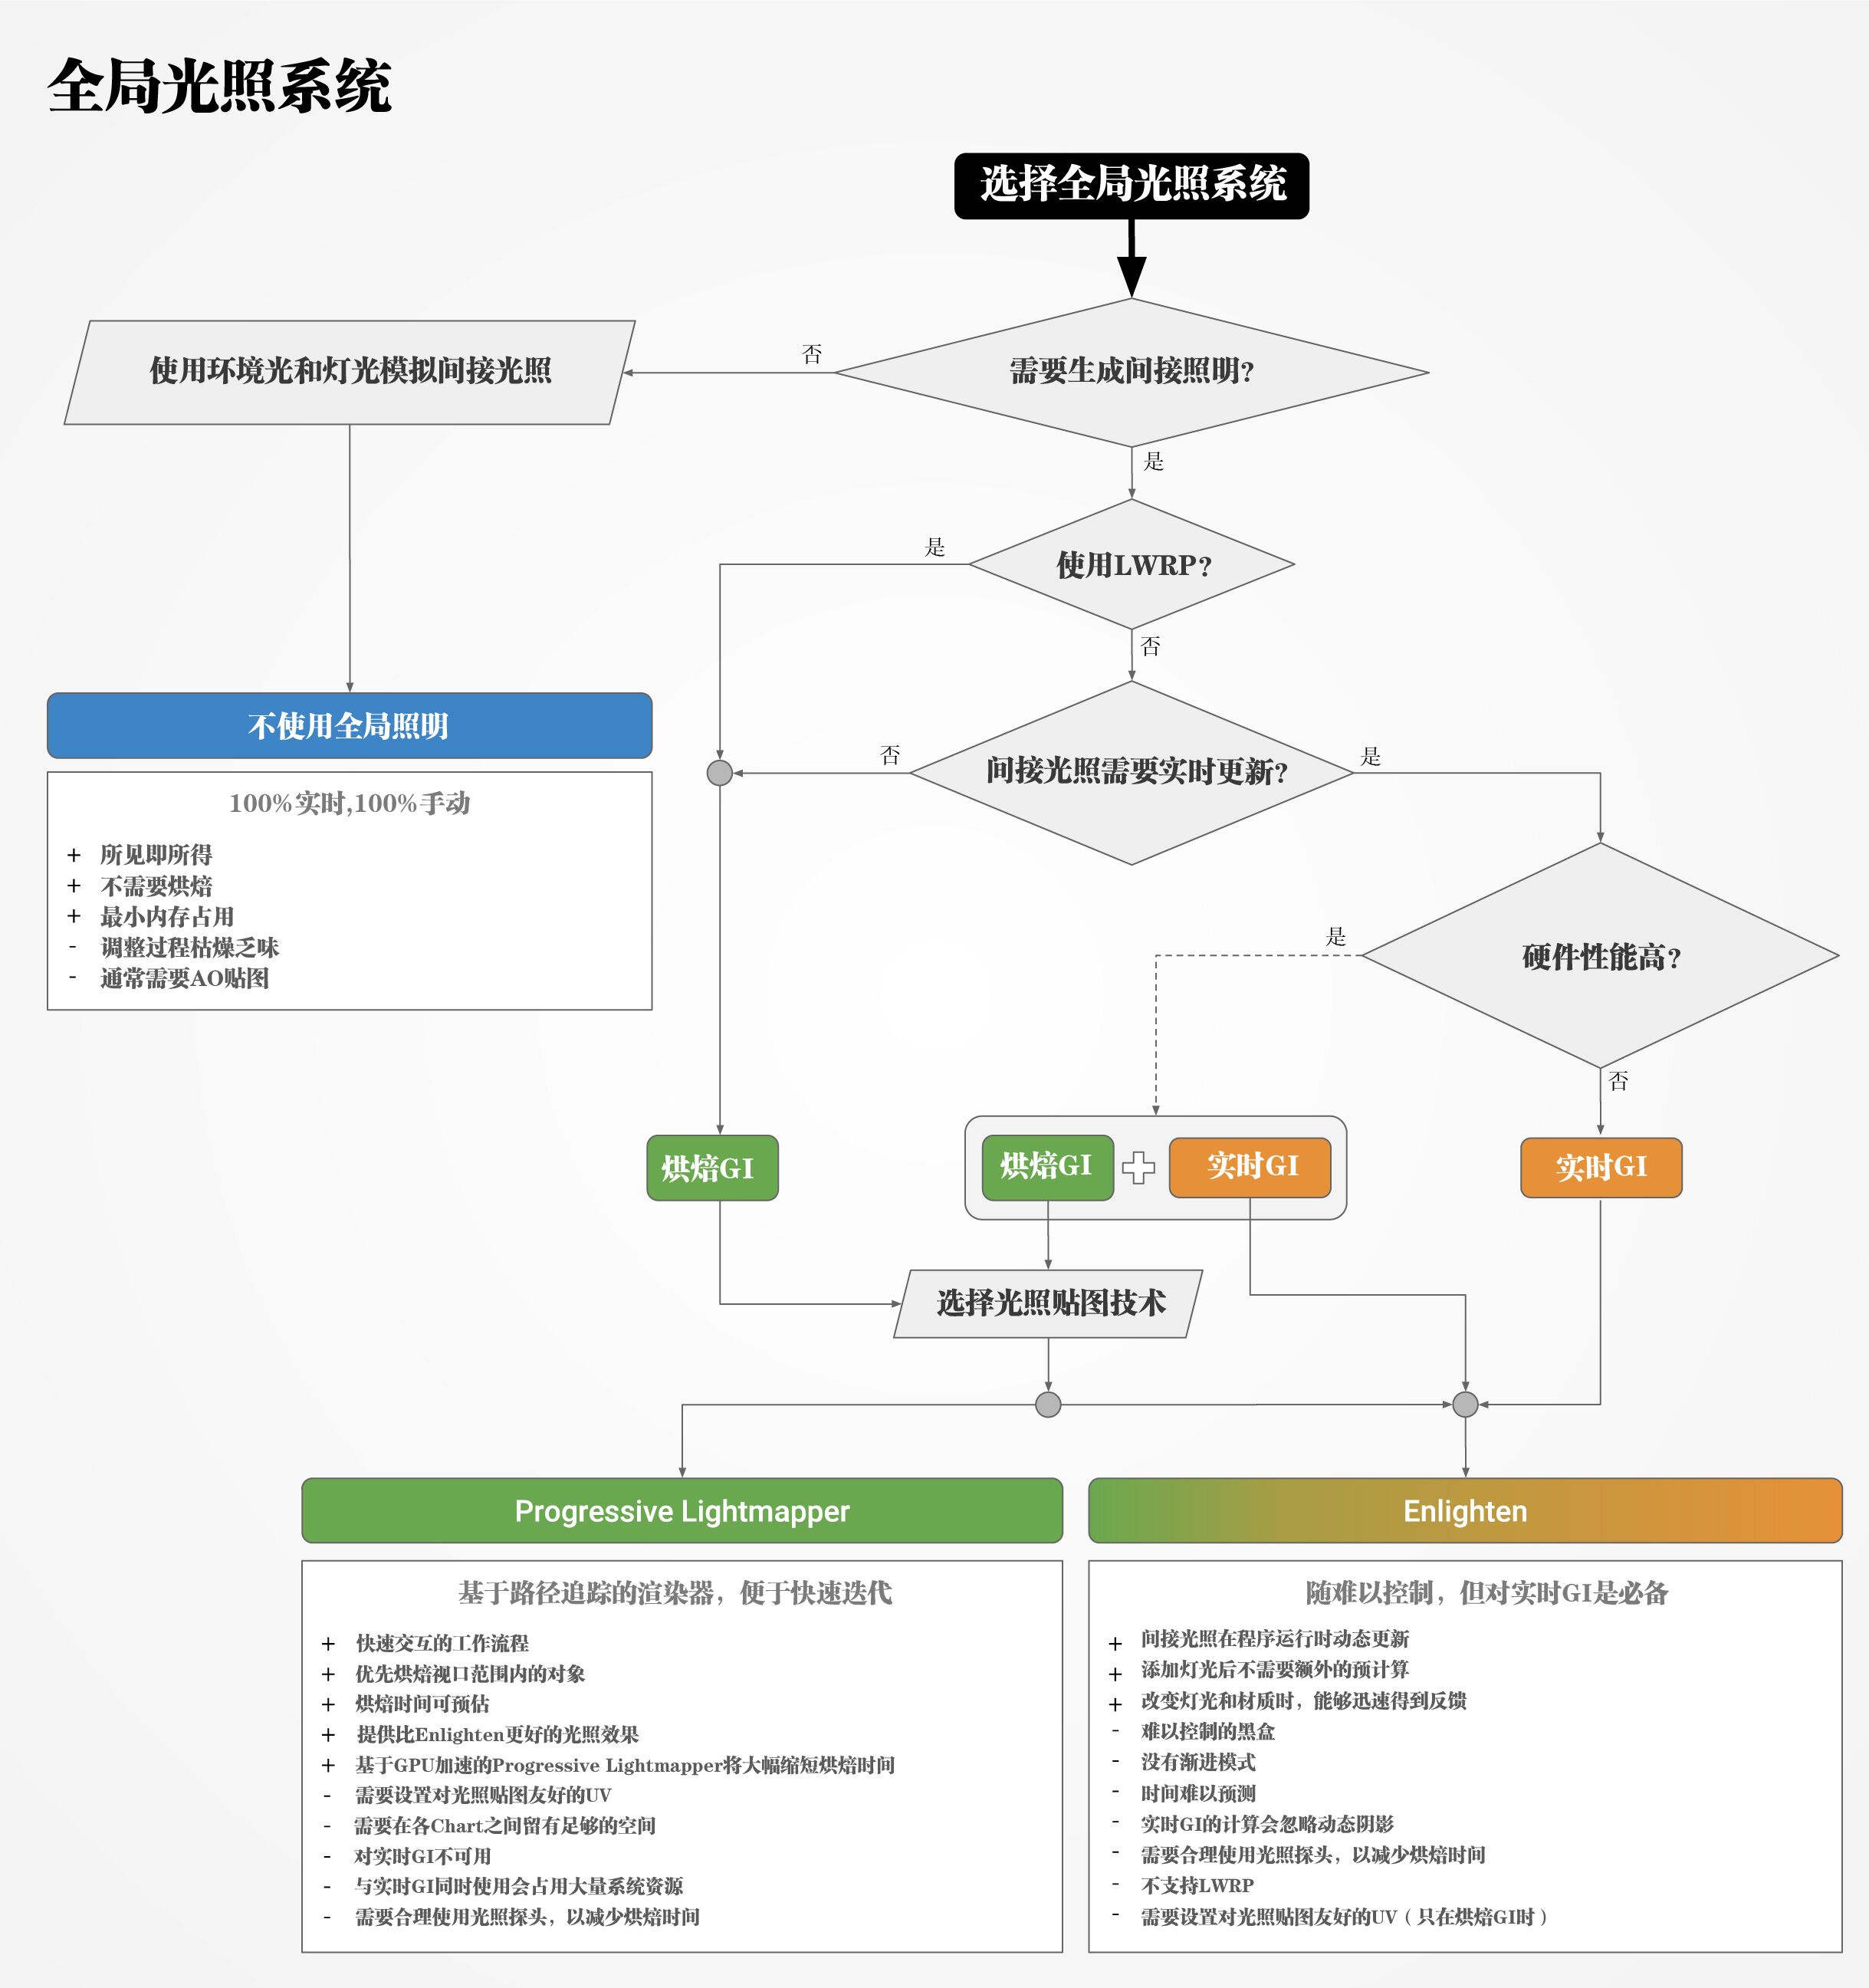 全局光照系统
选择全局光照系统
需要生成间接照明?
否
使用环境光和灯光模拟间接光照
是
使用LWRP?
是
否
间接光照需要实时更新?
否
是
不使用全局照明
100%实时,100%手动
+ 所见即所得
+ 不需要烘焙
+ 最小内存占用
- 调整过程枯燥乏味
- 通常需要AO贴图
硬件性能高?
是
否
烘焙GI
烘焙GI
实时GI
实时GI
选择光照贴图技术
Progressive Lightmapper
基于路径追踪的渲染器，便于快速迭代
+ 快速交互的工作流程
+ 优先烘焙视口范围内的对象
+ 烘焙时间可预估
+ 提供比Enlighten更好的光照效果
+ 基于GPU加速的Progressive Lightmapper将大幅缩短烘焙时间
- 需要设置对光照贴图友好的UV
- 需要在各Chart之间留有足够的空间
- 对实时GI不可用
- 与实时GI同时使用会占用大量系统资源
- 需要合理使用光照探头，以减少烘焙时间
Enlighten
随难以控制，但对实时GI是必备
+ 间接光照在程序运行时动态更新
+ 添加灯光后不需要额外的预计算
+ 改变灯光和材质时，能够迅速得到反馈
- 难以控制的黑盒
- 没有渐进模式
- 时间难以预测
- 实时GI的计算会忽略动态阴影
- 需要合理使用光照探头，以减少烘焙时间
- 不支持LWRP
- 需要设置对光照贴图友好的UV（只在烘焙GI时）